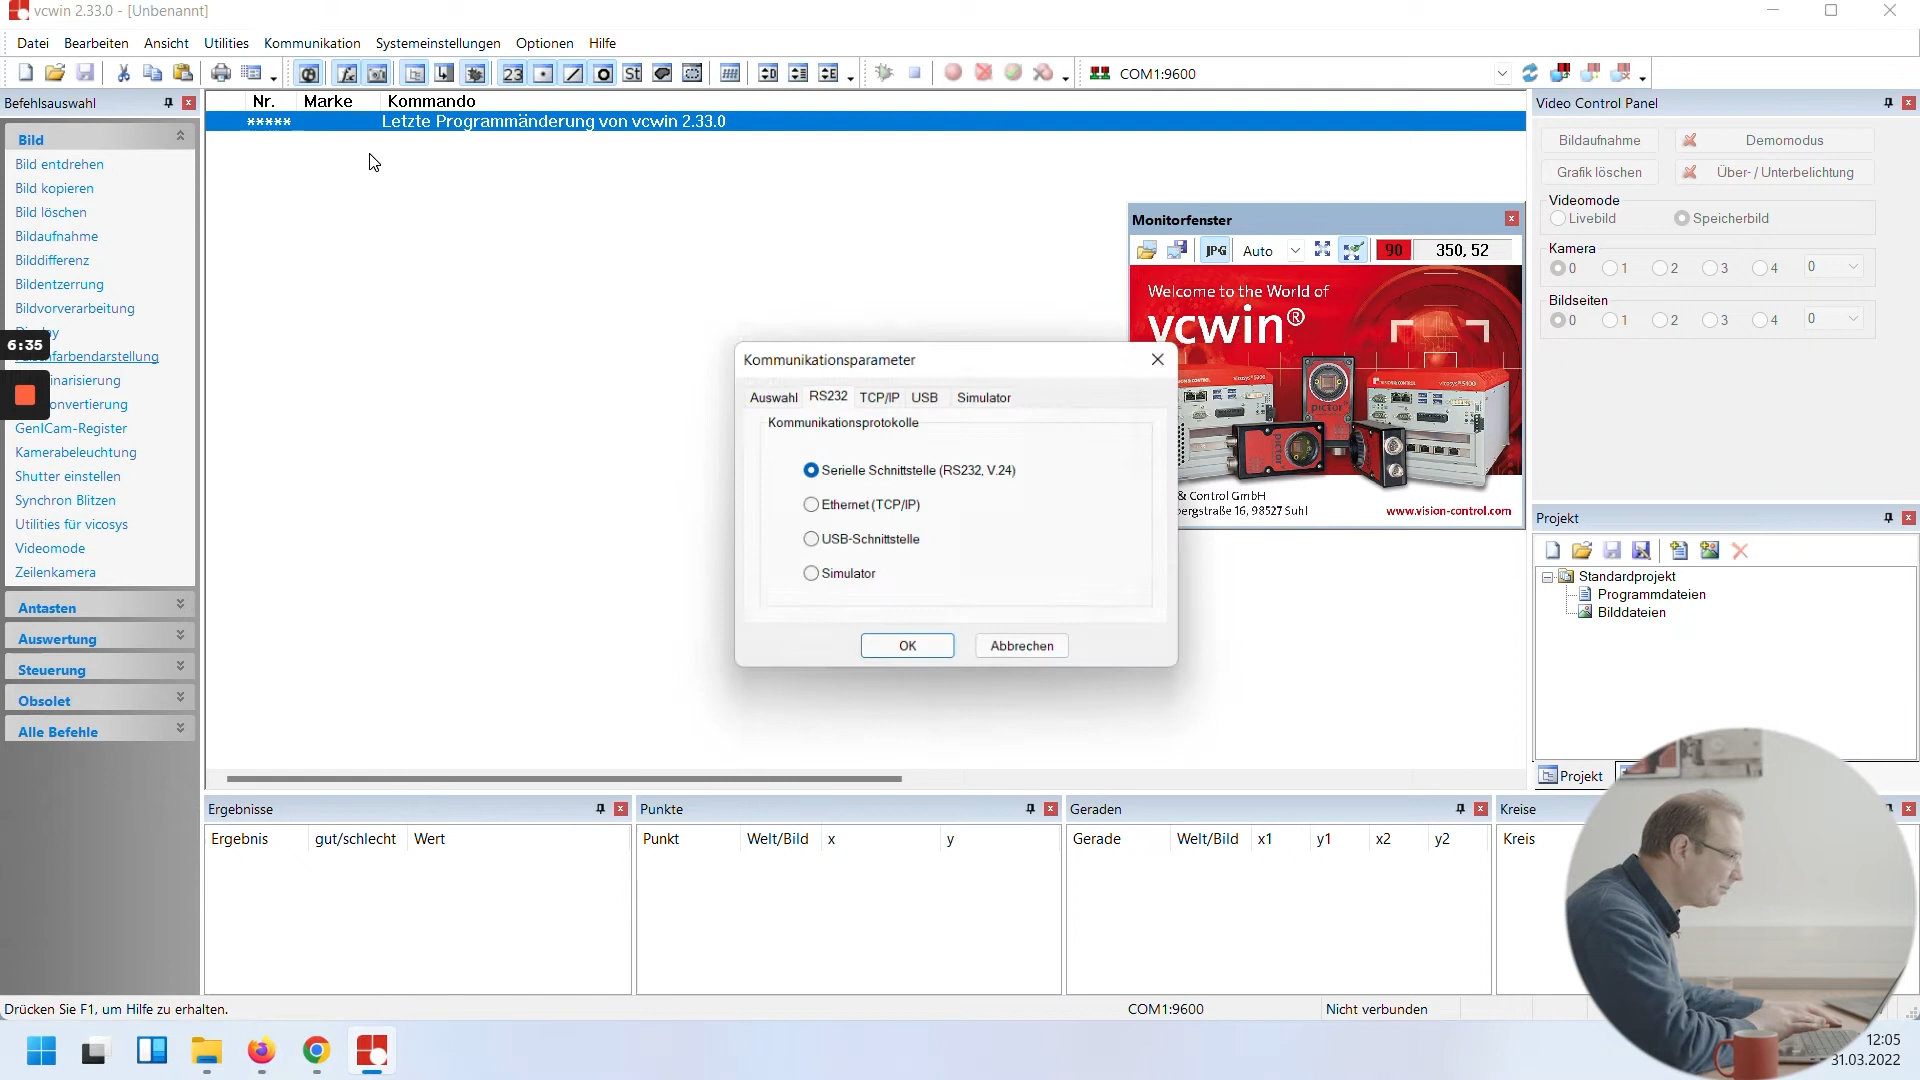 vcwin 2.33.0 - [Unbenannt]
Datei Bearbeiten Ansicht Utilities Kommunikation Systemeinstellungen Optionen Hilfe
23 St COM1:9600
Befehlsauswahl
Nr. Marke Kommando
***** Letzte Programmänderung von vcwin 2.33.0
Bild
Bild entdrehen
Bild kopieren
Bild löschen
Bildaufnahme
Bilddifferenz
Bildentzerrung
Bildvorverarbeitung
6:35
GenICam-Register
Kamerabeleuchtung
Shutter einstellen
Synchron Blitzen
Utilities für vicosys
Videomode
Zeilenkamera
Antasten
Auswertung
Steuerung
Obsolet
Alle Befehle
Monitorfenster
JPG Auto 90 350, 52
Welcome to the World of
vcwin®
& Control GmbH
bergstraße 16, 98527 Suhl
www.vision-control.com
Kommunikationsparameter
Auswahl RS232 TCP/IP USB Simulator
Kommunikationsprotokolle
Serielle Schnittstelle (RS232, V.24)
Ethernet (TCP/IP)
USB-Schnittstelle
Simulator
OK Abbrechen
Video Control Panel
Bildaufnahme Demomodus
Grafik löschen Über- / Unterbelichtung
Videomode
Livebild Speicherbild
Kamera
0 1 2 3 4 0
Bildseiten
0 1 2 3 4 0
Projekt
Standardprojekt
Programmdateien
Bilddateien
Projekt
Ergebnisse
Ergebnis gut/schlecht Wert
Punkte
Punkt Welt/Bild x y
Geraden
Gerade Welt/Bild x1 y1 x2 y2
Kreise
Kreis
Drücken Sie F1, um Hilfe zu erhalten.
COM1:9600
Nicht verbunden
12:05
31.03.2022